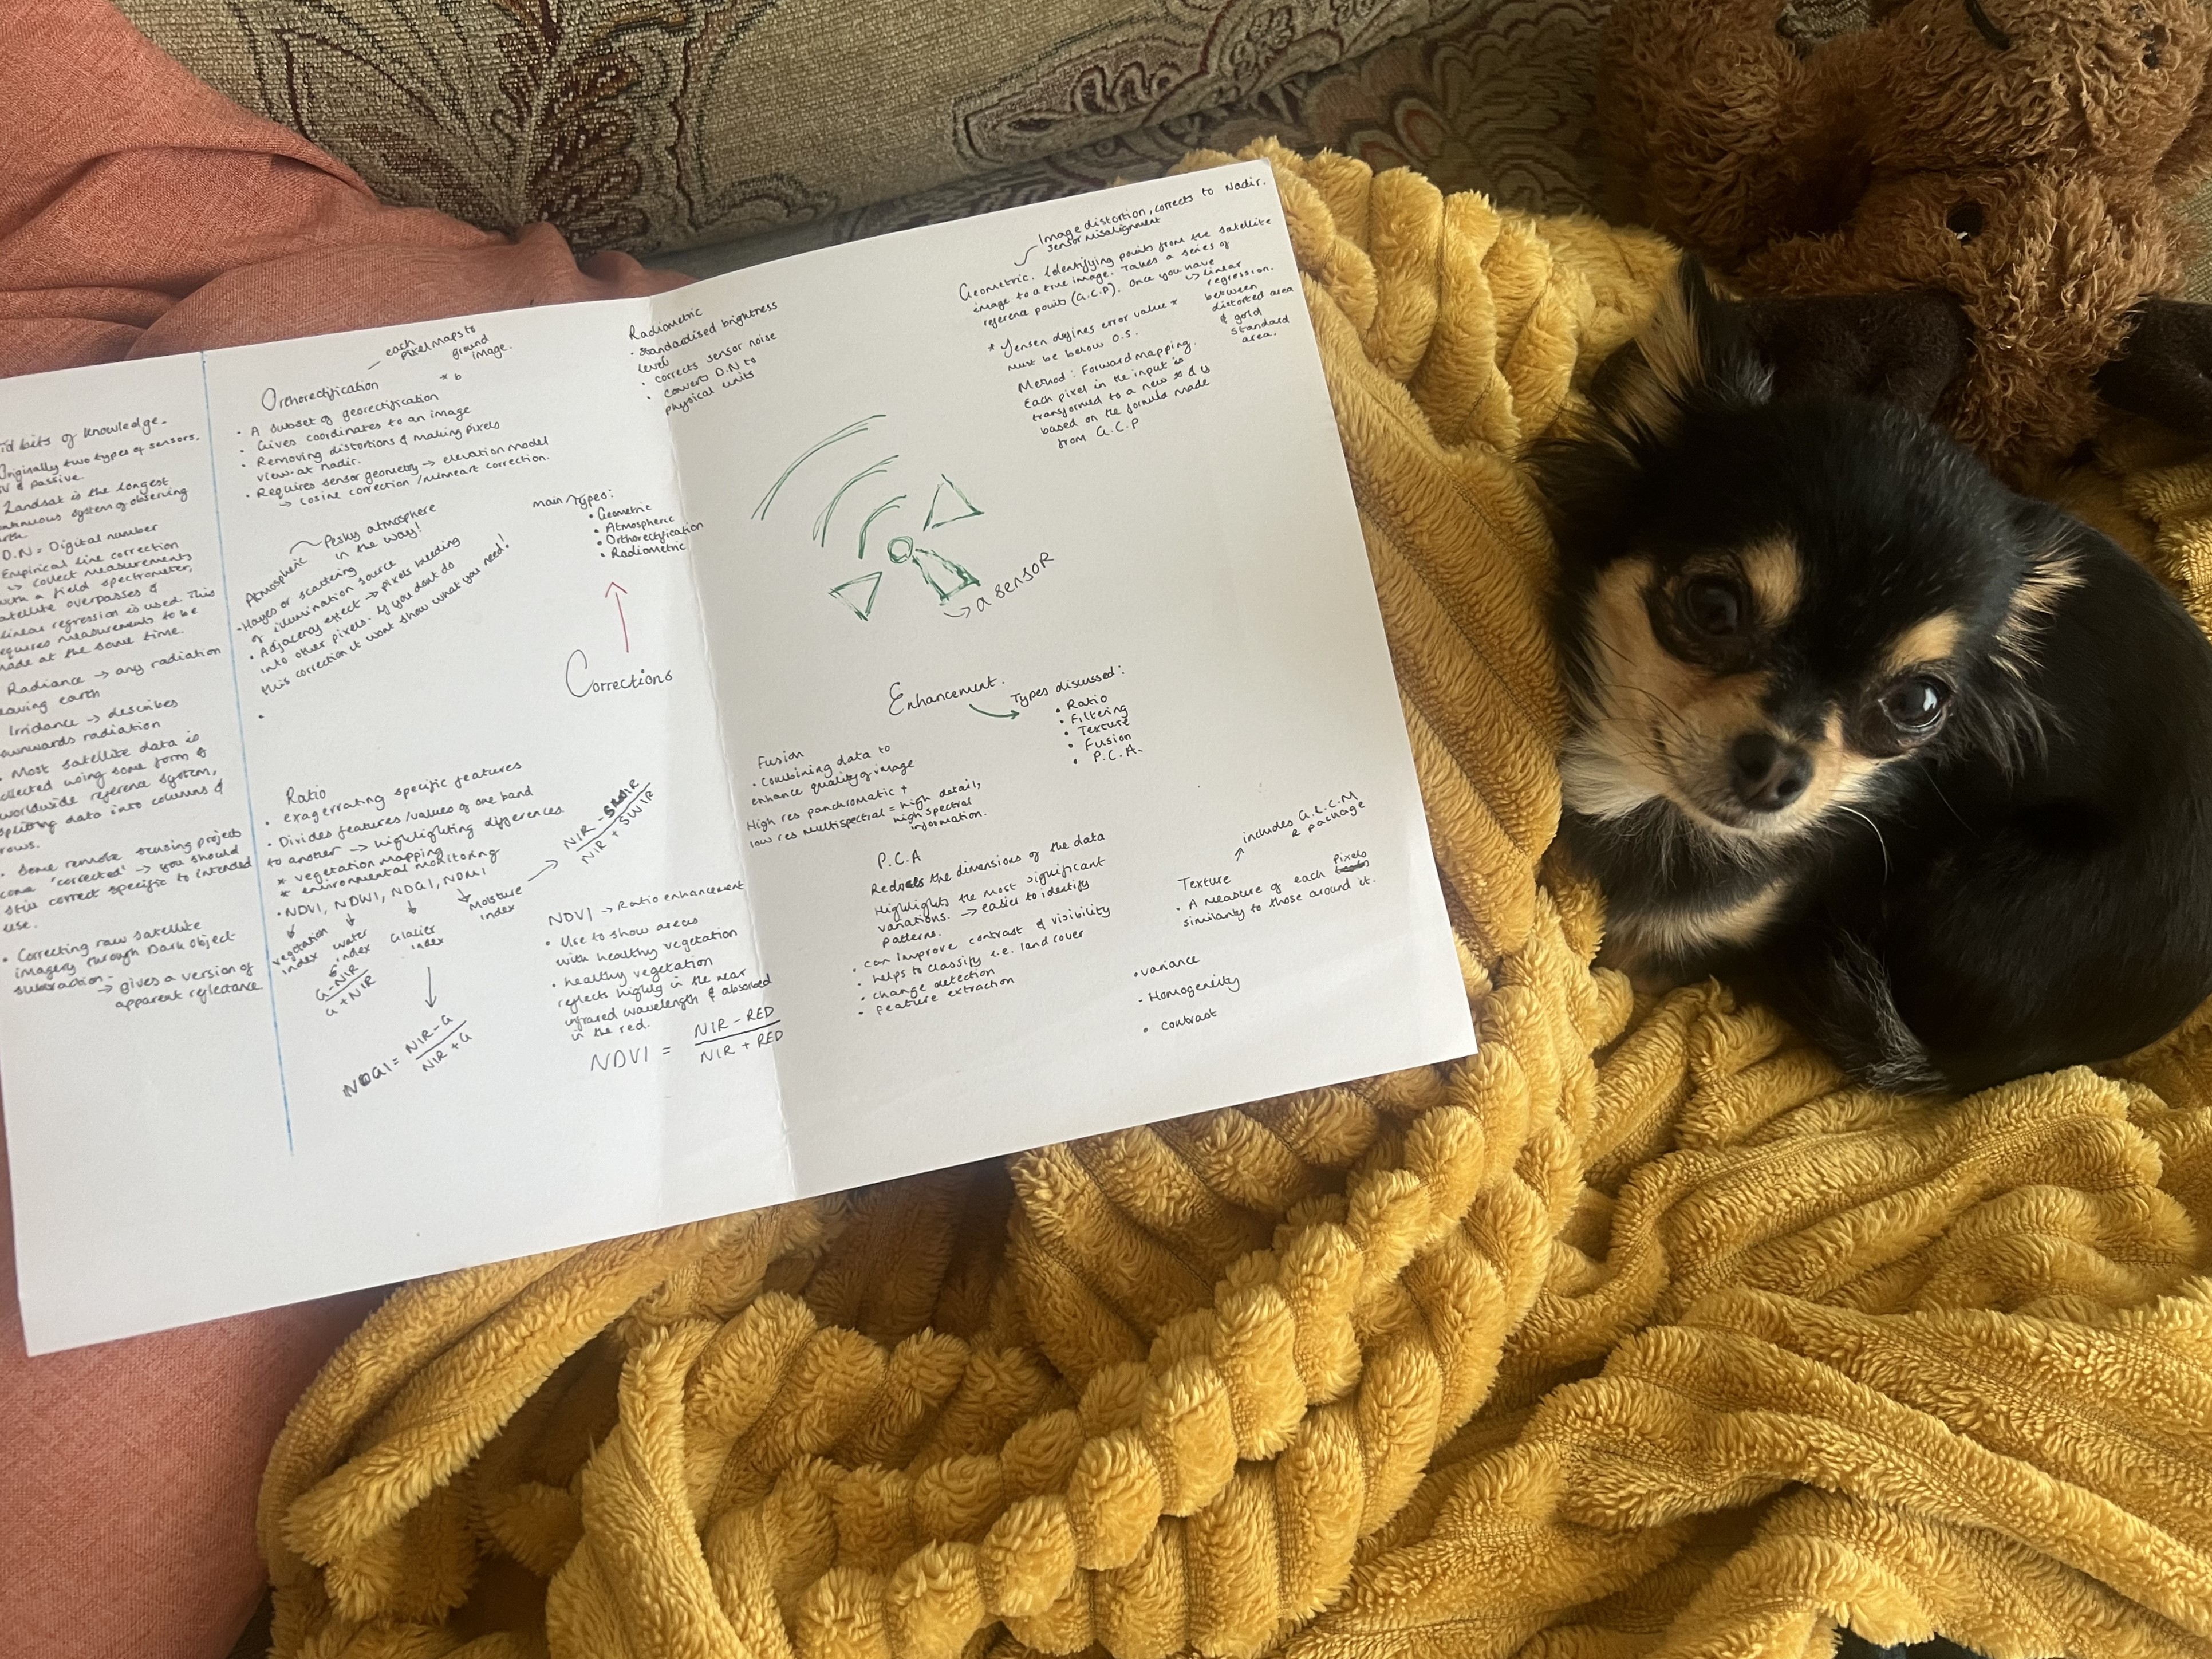 bits of knowledge.
Originally two types of sensors,
& passive
Landsat is the longest
continuous system of observing
D.N = Digital number
Empirical line correction
↳ collect measurements
with a field spectrometer,
satellite overpasses &
linear regression is used. This
requires measurements to be
made at the same time.
Radiance → any radiation
leaving earth
Irridance → describes
downwards radiation
• Most satellite data is
collected using some form of
worldwide reference system,
data into columns &
rows.
• Some remote sensing projects
come 'corrected' → you should
still correct specific to intended
use.
• Correcting raw satellite
imagery through Dark Object
subtraction.
→ gives a version of
apparent reflectance
each
pixel maps to
ground
image.
Orthorectification
* b
• A subset of georectification
• Gives coordinates to an image
• Removing distortions & making pixels
view at nadir.
• Requires sensor geometry → elevation model
→ cosine correction /minneart correction.
Pesky atmosphere
in the way!
Atmospheric
• Hayes or scattering
of illumination source
• Adjacency effect → pixels bleeding
into other pixels. If you dont do
this correction it wont show what you need!
main Types:
• Geometric
• Atmospheric
• Orthorectification
• Radiometric
Corrections
Radiometric
• standardised brightness
level
• corrects sensor noise
• Converts D.N to
physical units
Image distortion, corrects to Nadir.
sensor misalignment
Geometric. Identifying points from the satellite
image to a true image. Takes a series of
reference points (G.C.P). Once you have
↳ linear
regression.
between
distorted area
& gold
standard
area.
* Jensen defines error value *
must be below 0.5.
Method: Forward mapping.
Each pixel in the input is
transformed to a new x & y
based on the formula made
from G.C.P
→ a sensor
Enhancement.
Types discussed:
• Ratio
• Filtering
• Texture
• Fusion
• P.C.A.
Ratio
• exagerrating specific features
• Divides features /values of one band
to another → highlighting differences
* vegetation mapping
* environmental monitoring
• NDVI, NDWI, NDGI, NDMI
vegetation
index
water
index
Glacier
index
Moisture
index
G-NIR
G+NIR
NIR - SWIR
NIR + SWIR
NDGI = NIR-G
NIR+G
NDVI → Ratio enhancement
• Use to show areas
with healthy vegetation
• healthy vegetation
reflects highly in the near
infrared wavelength & absorbed
in the red.
NDVI = NIR - RED
NIR + RED
Fusion
• Combining data to
enhance quality of image
High res panchromatic +
low res multispectral = high detail,
high spectral
information.
P.C.A
Reduces the dimensions of the data
Highlights the most significant
variations. → easier to identify
patterns.
• can improve contrast & visibility
• helps to classify i.e. land cover
• change detection
• feature extraction
includes G.L.C.M
R package
Texture
• A measure of each pixels
similarity to those around it.
• variance
• Homogeneity
• contrast